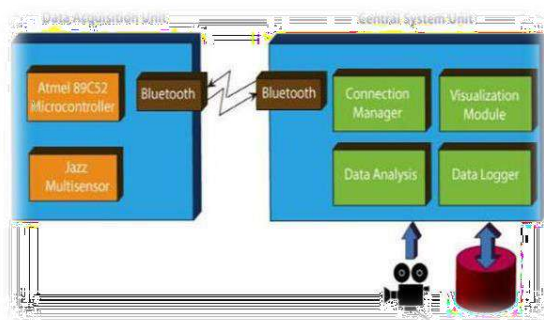 Data Acquisition Unit
Central System Unit
Atmel 89C52
Microcontroller
Bluetooth
Bluetooth
Connection
Manager
Visualization
Module
Jazz
Multisensor
Data Analysis
Data Logger